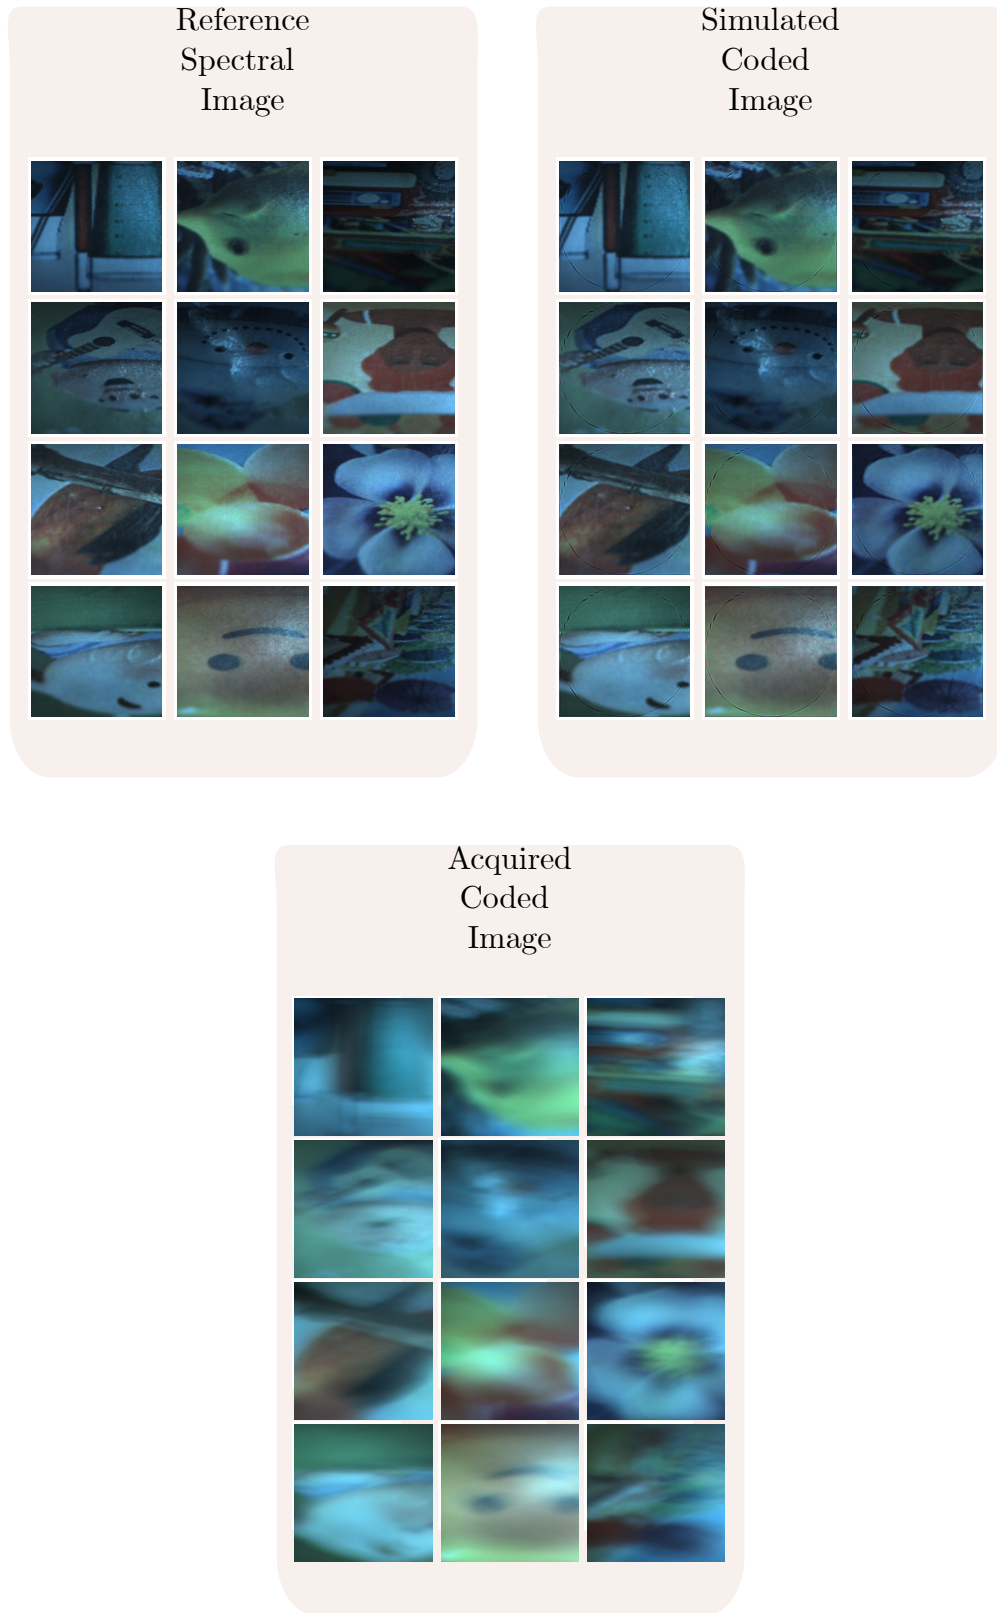 Reference
Spectral
Image
Simulated
Coded
Image
Acquired
Coded
Image